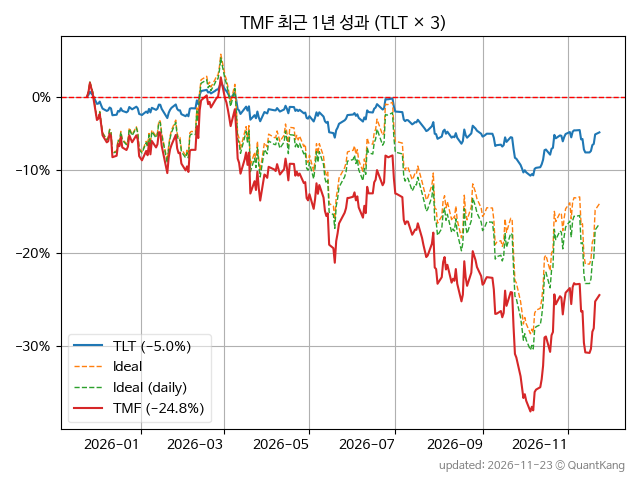 TMF 최근 1년 성과 (TLT × 3)
0%
−10%
−20%
−30%
TLT (−5.0%)
Ideal
Ideal (daily)
TMF (−24.8%)
2026−01
2026−03
2026−05
2026−07
2026−09
2026−11
updated: 2026−11−23 © QuantKang